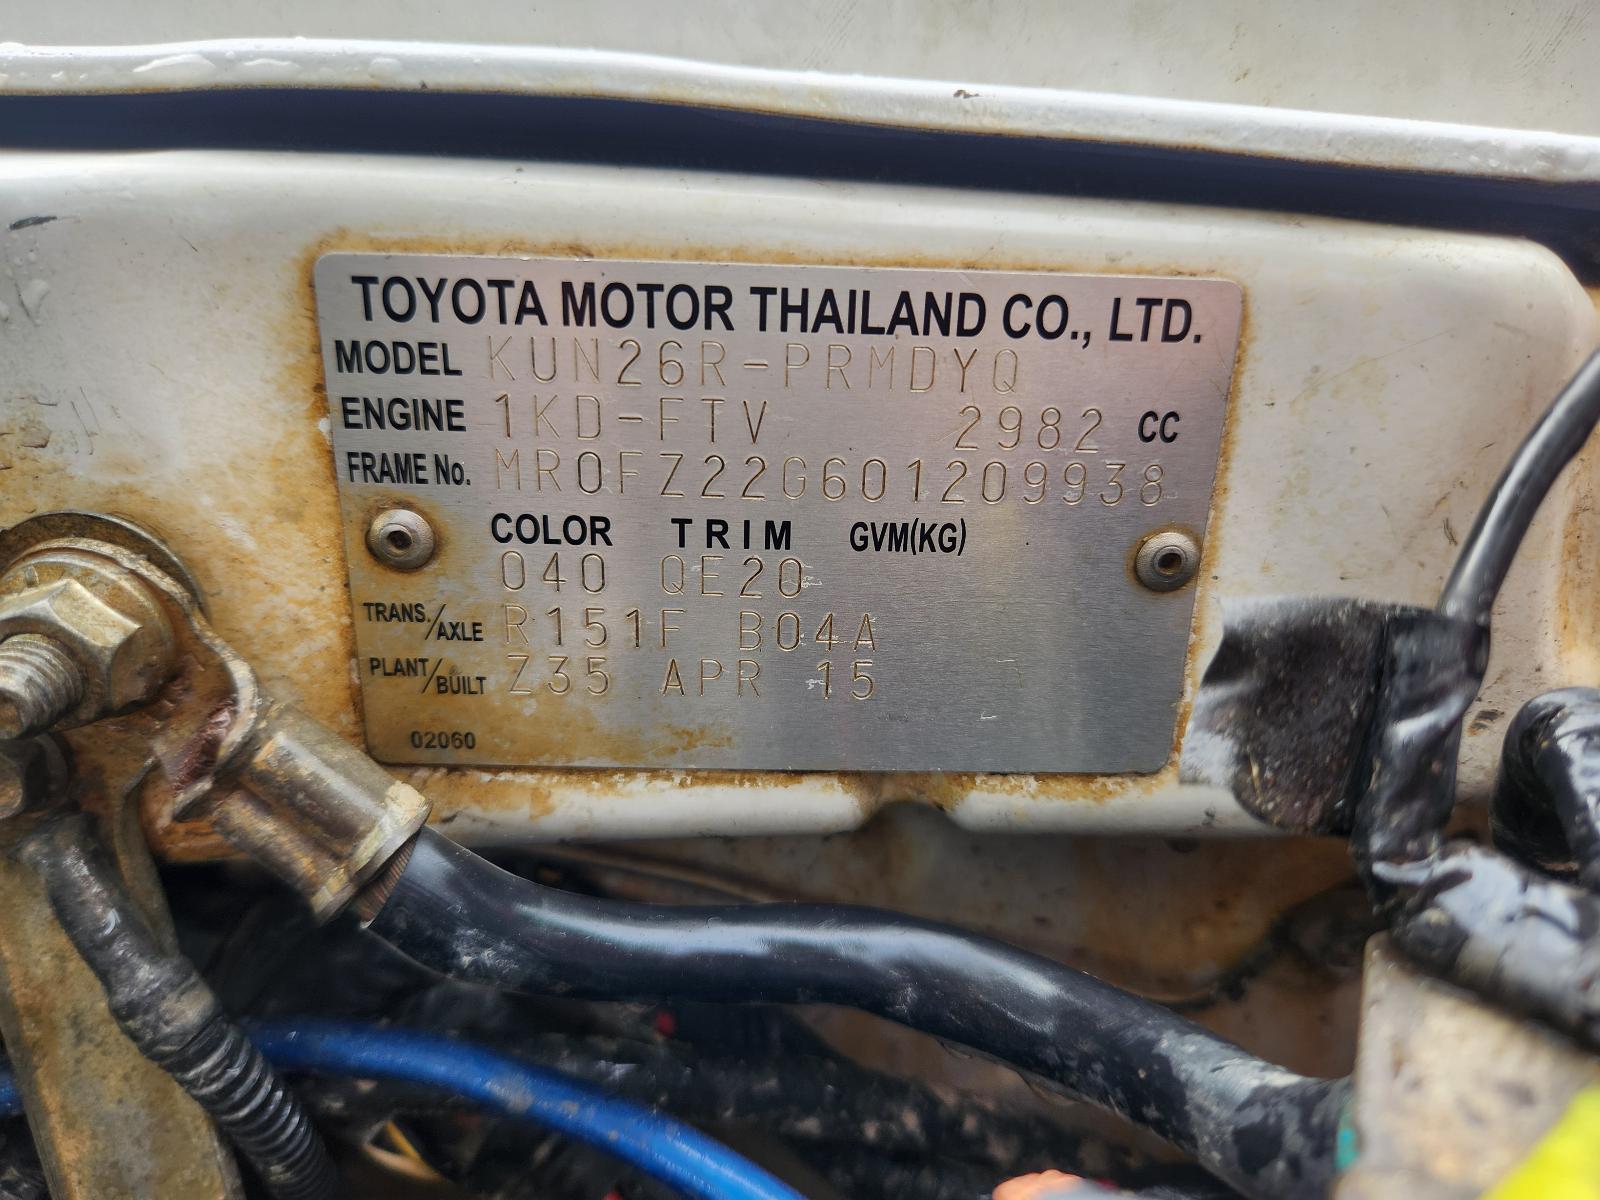 TOYOTA MOTOR THAILAND CO., LTD.
MODEL KUN26R-PRMDYQ
ENGINE 1KD-FTV 2982 CC
FRAME No. MR0FZ22G601209938
COLOR TRIM GVM(KG)
040 QE20
TRANS./AXLE R151F B04A
PLANT/BUILT Z35 APR 15
02060